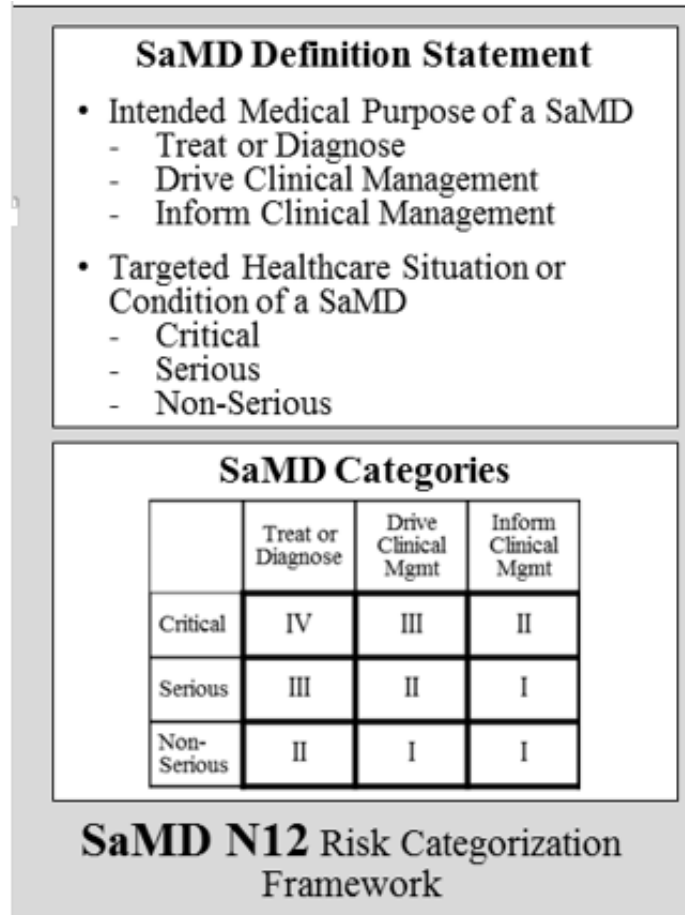 SaMD Definition Statement
• Intended Medical Purpose of a SaMD
- Treat or Diagnose
- Drive Clinical Management
- Inform Clinical Management
• Targeted Healthcare Situation or
Condition of a SaMD
- Critical
- Serious
- Non-Serious
SaMD Categories
Treat or
Diagnose
Drive
Clinical
Mgmt
Inform
Clinical
Mgmt
Critical IV III II
Serious III II I
Non-
Serious II I I
SaMD N12 Risk Categorization
Framework